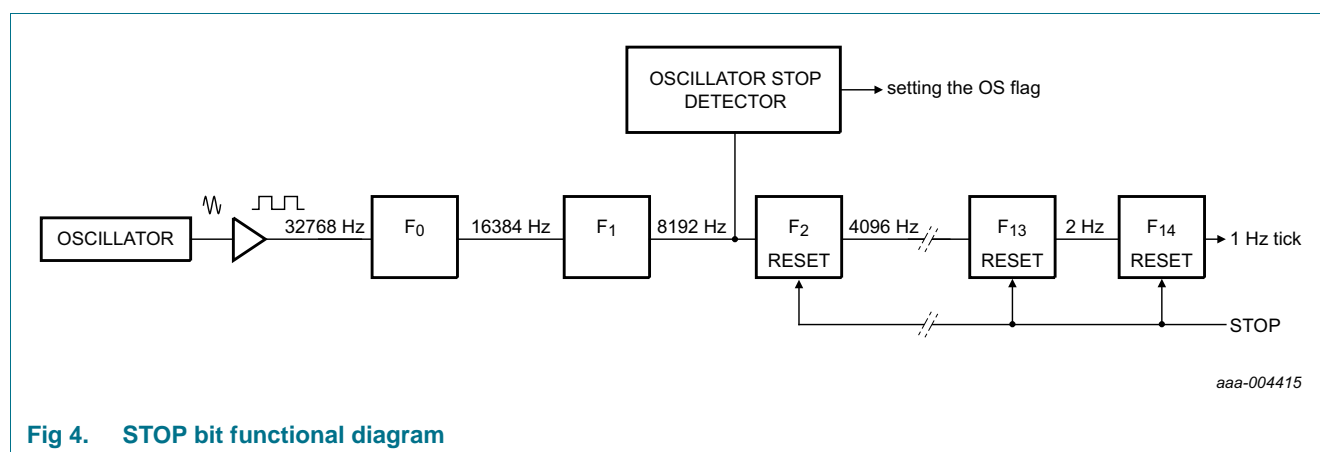 OSCILLATOR STOP
DETECTOR
setting the OS flag
OSCILLATOR
32768 Hz
F0
16384 Hz
F1
8192 Hz
F2
RESET
4096 Hz
F13
RESET
2 Hz
F14
RESET
1 Hz tick
STOP
aaa-004415
Fig 4. STOP bit functional diagram